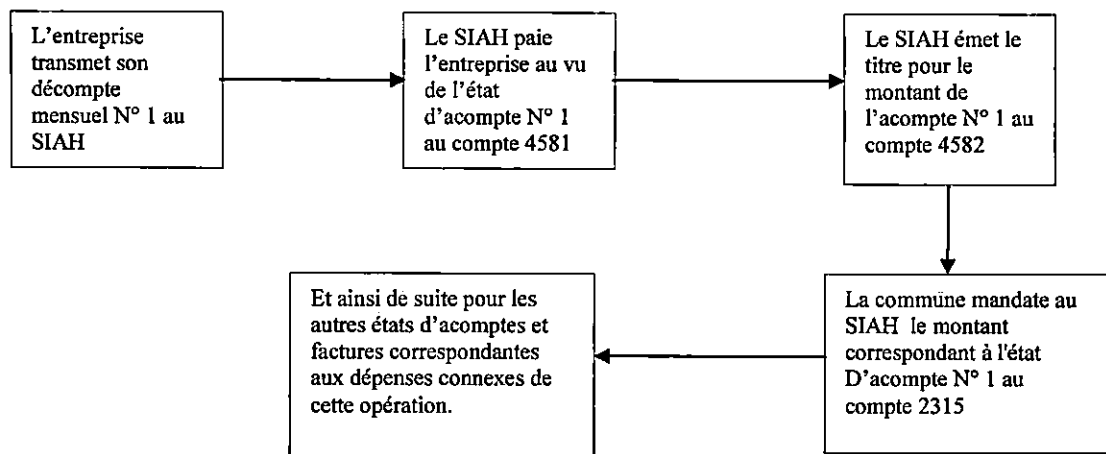 L'entreprise
transmet son
décompte
mensuel N° 1 au
SIAH
Le SIAH paie
l'entreprise au vu
de l'état
d'acompte N° 1
au compte 4581
Le SIAH émet le
titre pour le
montant de
l'acompte N° 1 au
compte 4582
La commune mandate au
SIAH le montant
correspondant à l'état
D'acompte N° 1 au
compte 2315
Et ainsi de suite pour les
autres états d'acomptes et
factures correspondantes
aux dépenses connexes de
cette opération.